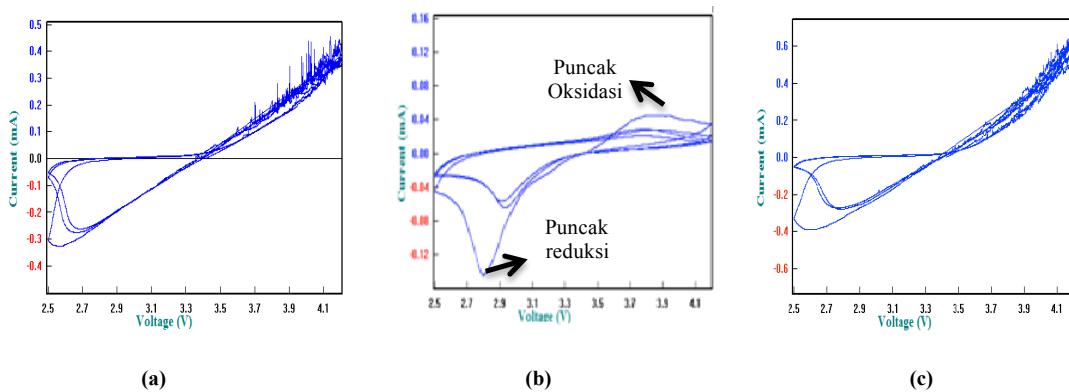 0.5
0.4
0.3
0.2
0.1
0.0
-0.1
-0.2
-0.3
-0.4
Current (mA)
2.5 2.7 2.9 3.1 3.3 3.5 3.7 3.9 4.1
Voltage (V)
(a)
0.16
0.12
0.08
0.04
0.00
-0.04
-0.08
-0.12
Current (mA)
Puncak
Oksidasi
Puncak
reduksi
2.5 2.7 2.9 3.1 3.3 3.5 3.7 3.9 4.1
Voltage (V)
(b)
0.6
0.4
0.2
0.0
-0.2
-0.4
-0.6
Current (mA)
2.5 2.7 2.9 3.1 3.3 3.5 3.7 3.9 4.1
Voltage (V)
(c)